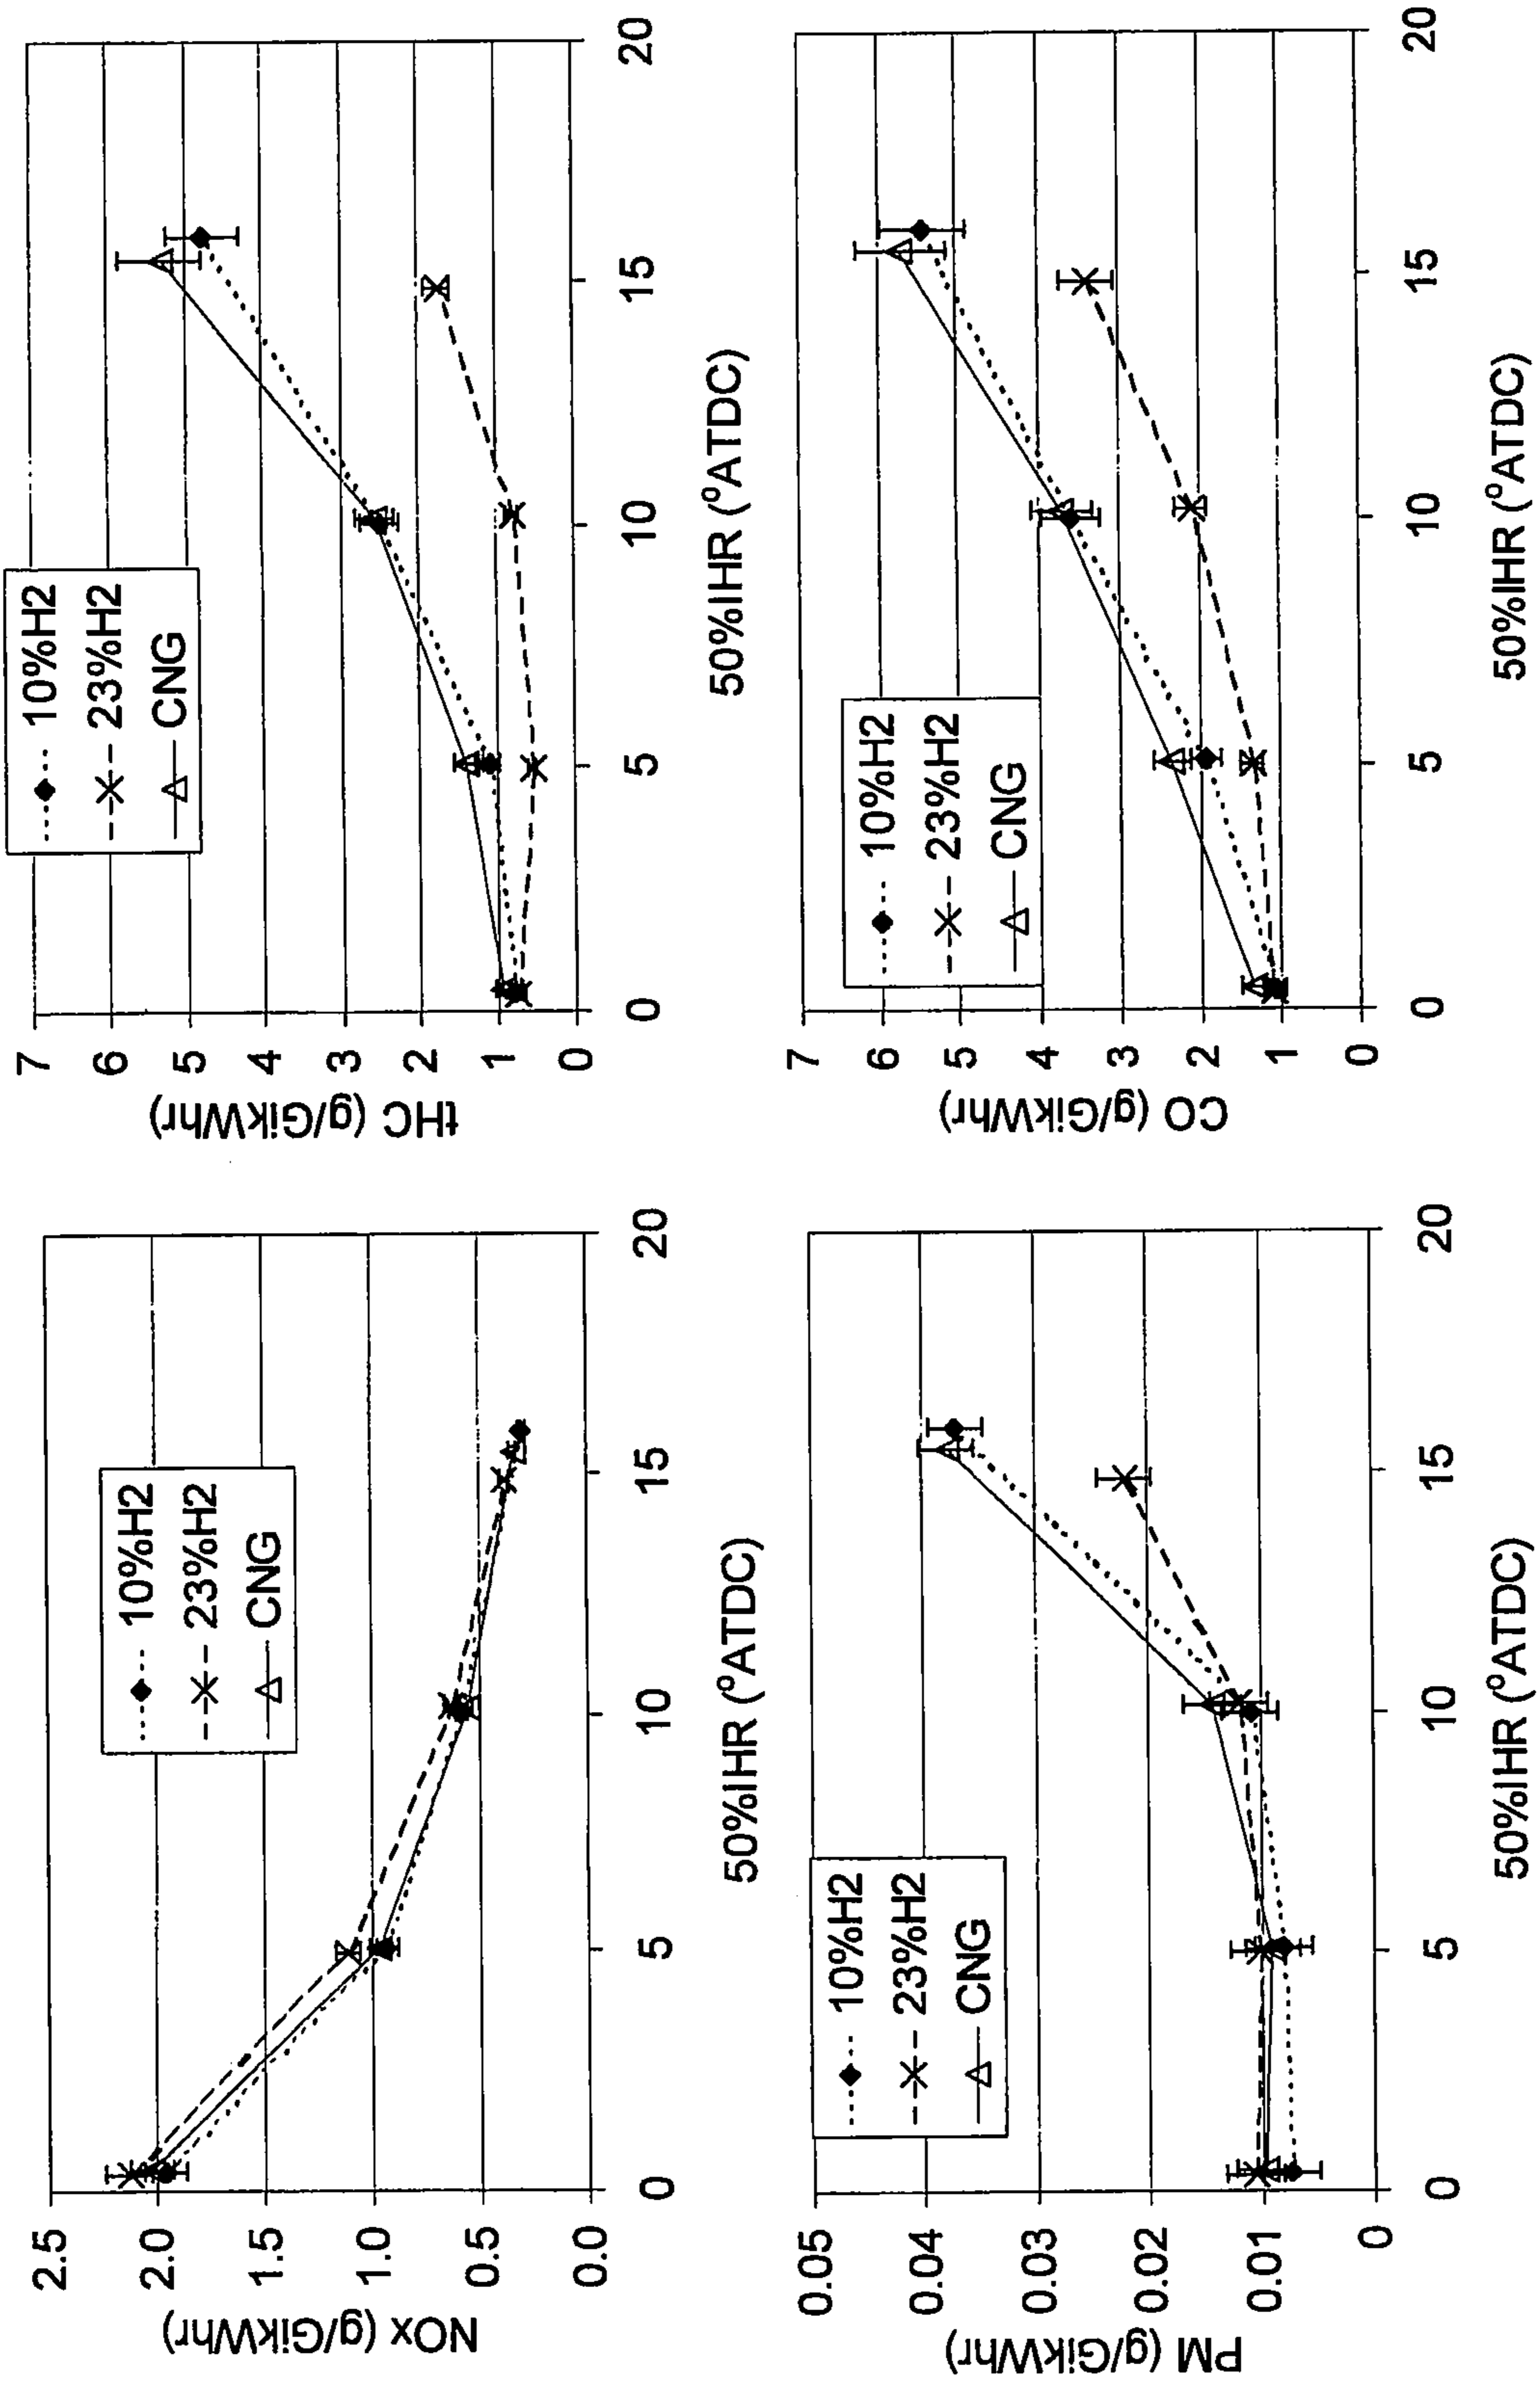 10%H2
23%H2
CNG
2.5
2.0
1.5
1.0
0.5
0.0
NOx (g/GikWhr)
0
5
10
15
20
50%IHR (°ATDC)
10%H2
23%H2
CNG
7
6
5
4
3
2
1
0
tHC (g/GikWhr)
0
5
10
15
20
50%IHR (°ATDC)
10%H2
23%H2
CNG
0.05
0.04
0.03
0.02
0.01
0
PM (g/GikWhr)
0
5
10
15
20
50%IHR (°ATDC)
10%H2
23%H2
CNG
7
6
5
4
3
2
1
0
CO (g/GikWhr)
0
5
10
15
20
50%IHR (°ATDC)